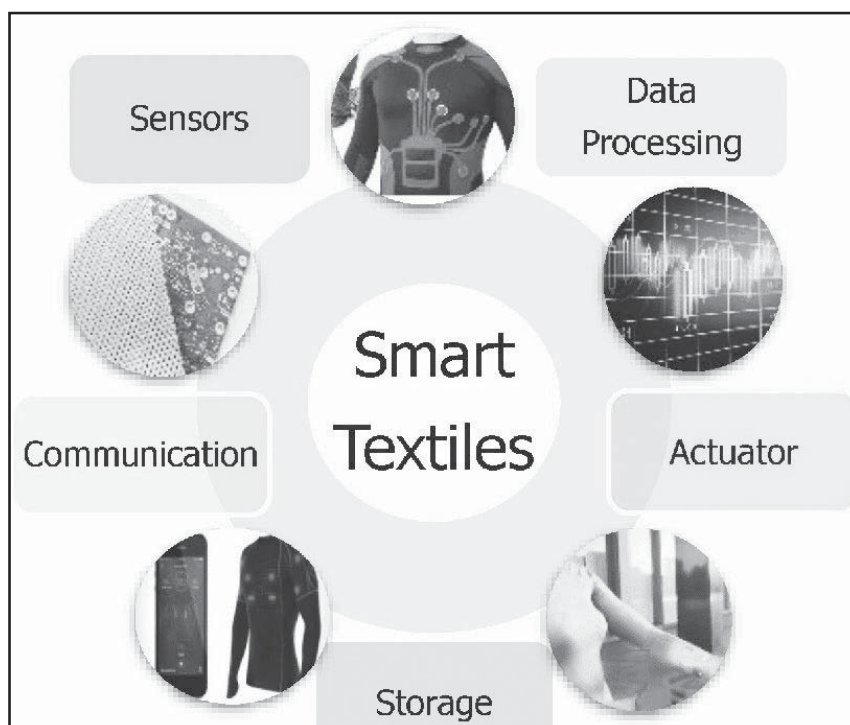 Sensors
Data
Processing
Smart
Textiles
Communication
Actuator
Storage